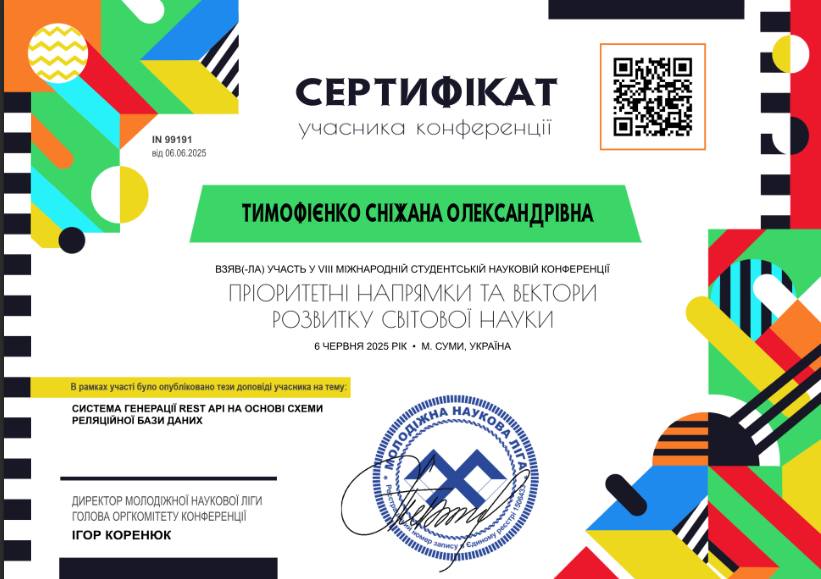 СЕРТИФІКАТ
учасника конференції
IN 99191
від 06.06.2025
ТИМОФІЄНКО СНІЖАНА ОЛЕКСАНДРІВНА
ВЗЯВ(-ЛА) УЧАСТЬ У VIII МІЖНАРОДНІЙ СТУДЕНТСЬКІЙ НАУКОВІЙ КОНФЕРЕНЦІЇ
ПРІОРИТЕТНІ НАПРЯМКИ ТА ВЕКТОРИ
РОЗВИТКУ СВІТОВОЇ НАУКИ
6 ЧЕРВНЯ 2025 РІК • М. СУМИ, УКРАЇНА
В рамках участі було опубліковано тези доповіді учасника на тему:
СИСТЕМА ГЕНЕРАЦІЇ REST API НА ОСНОВІ СХЕМИ
РЕЛЯЦІЙНОЇ БАЗИ ДАНИХ
* МОЛОДІЖНА НАУКОВА ЛІГА *
номер запису в Єдиному реєстрі
ДИРЕКТОР МОЛОДІЖНОЇ НАУКОВОЇ ЛІГИ
ГОЛОВА ОРГКОМІТЕТУ КОНФЕРЕНЦІЇ
ІГОР КОРЕНЮК